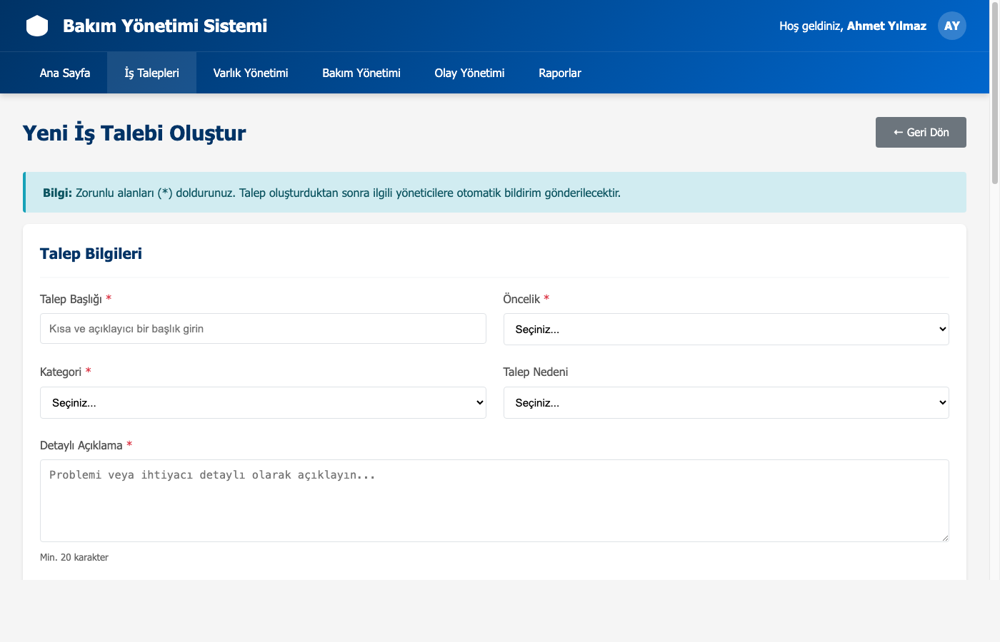 Bakım Yönetimi Sistemi
Hoş geldiniz, Ahmet Yılmaz
AY
Ana Sayfa
İş Talepleri
Varlık Yönetimi
Bakım Yönetimi
Olay Yönetimi
Raporlar
Yeni İş Talebi Oluştur
← Geri Dön
Bilgi: Zorunlu alanları (*) doldurunuz. Talep oluşturduktan sonra ilgili yöneticilere otomatik bildirim gönderilecektir.
Talep Bilgileri
Talep Başlığı *
Öncelik *
Kısa ve açıklayıcı bir başlık girin
Seçiniz...
Kategori *
Talep Nedeni
Seçiniz...
Seçiniz...
Detaylı Açıklama *
Problemi veya ihtiyacı detaylı olarak açıklayın...
Min. 20 karakter